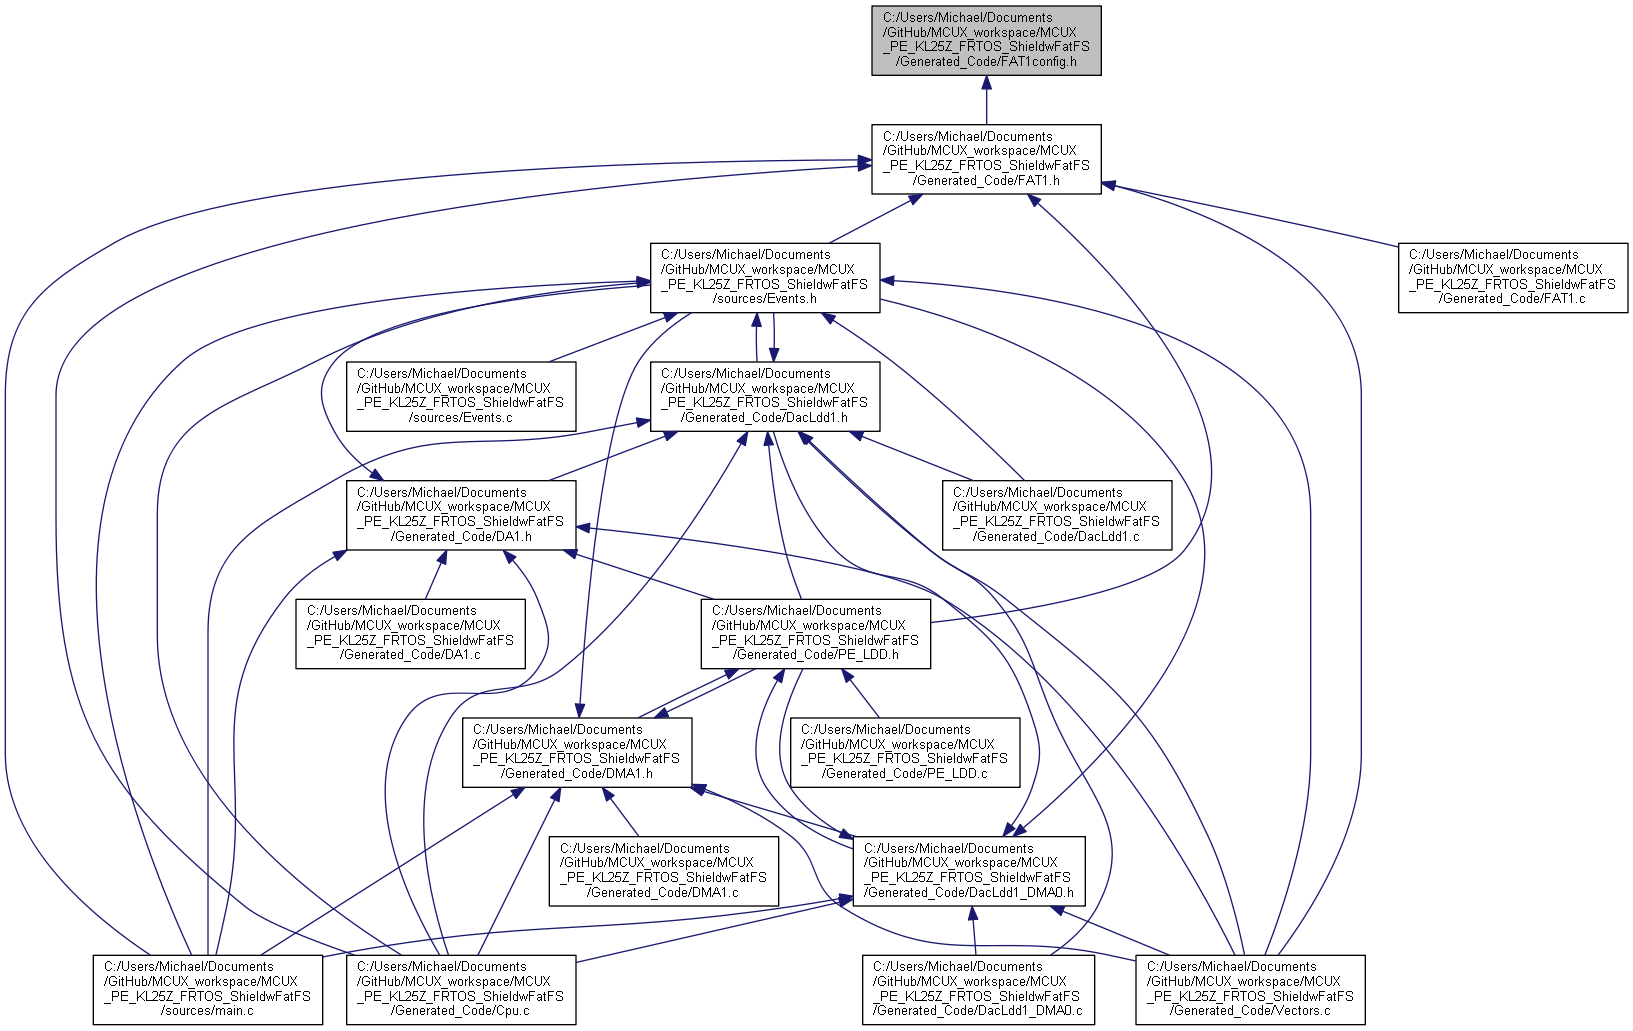 C:/Users/Michael/Documents
/GitHub/MCUX_workspace/MCUX
_PE_KL25Z_FRTOS_ShieldwFatFS
/Generated_Code/FAT1config.h
C:/Users/Michael/Documents
/GitHub/MCUX_workspace/MCUX
_PE_KL25Z_FRTOS_ShieldwFatFS
/Generated_Code/FAT1.h
C:/Users/Michael/Documents
/GitHub/MCUX_workspace/MCUX
_PE_KL25Z_FRTOS_ShieldwFatFS
/sources/Events.h
C:/Users/Michael/Documents
/GitHub/MCUX_workspace/MCUX
_PE_KL25Z_FRTOS_ShieldwFatFS
/Generated_Code/FAT1.c
C:/Users/Michael/Documents
/GitHub/MCUX_workspace/MCUX
_PE_KL25Z_FRTOS_ShieldwFatFS
/sources/Events.c
C:/Users/Michael/Documents
/GitHub/MCUX_workspace/MCUX
_PE_KL25Z_FRTOS_ShieldwFatFS
/Generated_Code/DacLdd1.h
C:/Users/Michael/Documents
/GitHub/MCUX_workspace/MCUX
_PE_KL25Z_FRTOS_ShieldwFatFS
/Generated_Code/DA1.h
C:/Users/Michael/Documents
/GitHub/MCUX_workspace/MCUX
_PE_KL25Z_FRTOS_ShieldwFatFS
/Generated_Code/DacLdd1.c
C:/Users/Michael/Documents
/GitHub/MCUX_workspace/MCUX
_PE_KL25Z_FRTOS_ShieldwFatFS
/Generated_Code/DA1.c
C:/Users/Michael/Documents
/GitHub/MCUX_workspace/MCUX
_PE_KL25Z_FRTOS_ShieldwFatFS
/Generated_Code/PE_LDD.h
C:/Users/Michael/Documents
/GitHub/MCUX_workspace/MCUX
_PE_KL25Z_FRTOS_ShieldwFatFS
/Generated_Code/DMA1.h
C:/Users/Michael/Documents
/GitHub/MCUX_workspace/MCUX
_PE_KL25Z_FRTOS_ShieldwFatFS
/Generated_Code/PE_LDD.c
C:/Users/Michael/Documents
/GitHub/MCUX_workspace/MCUX
_PE_KL25Z_FRTOS_ShieldwFatFS
/Generated_Code/DMA1.c
C:/Users/Michael/Documents
/GitHub/MCUX_workspace/MCUX
_PE_KL25Z_FRTOS_ShieldwFatFS
/Generated_Code/DacLdd1_DMA0.h
C:/Users/Michael/Documents
/GitHub/MCUX_workspace/MCUX
_PE_KL25Z_FRTOS_ShieldwFatFS
/sources/main.c
C:/Users/Michael/Documents
/GitHub/MCUX_workspace/MCUX
_PE_KL25Z_FRTOS_ShieldwFatFS
/Generated_Code/Cpu.c
C:/Users/Michael/Documents
/GitHub/MCUX_workspace/MCUX
_PE_KL25Z_FRTOS_ShieldwFatFS
/Generated_Code/DacLdd1_DMA0.c
C:/Users/Michael/Documents
/GitHub/MCUX_workspace/MCUX
_PE_KL25Z_FRTOS_ShieldwFatFS
/Generated_Code/Vectors.c